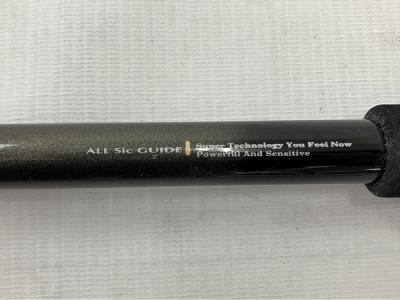 ALL Sic GUIDE
Super Technology You Feel Now
Powerful And Sensitive